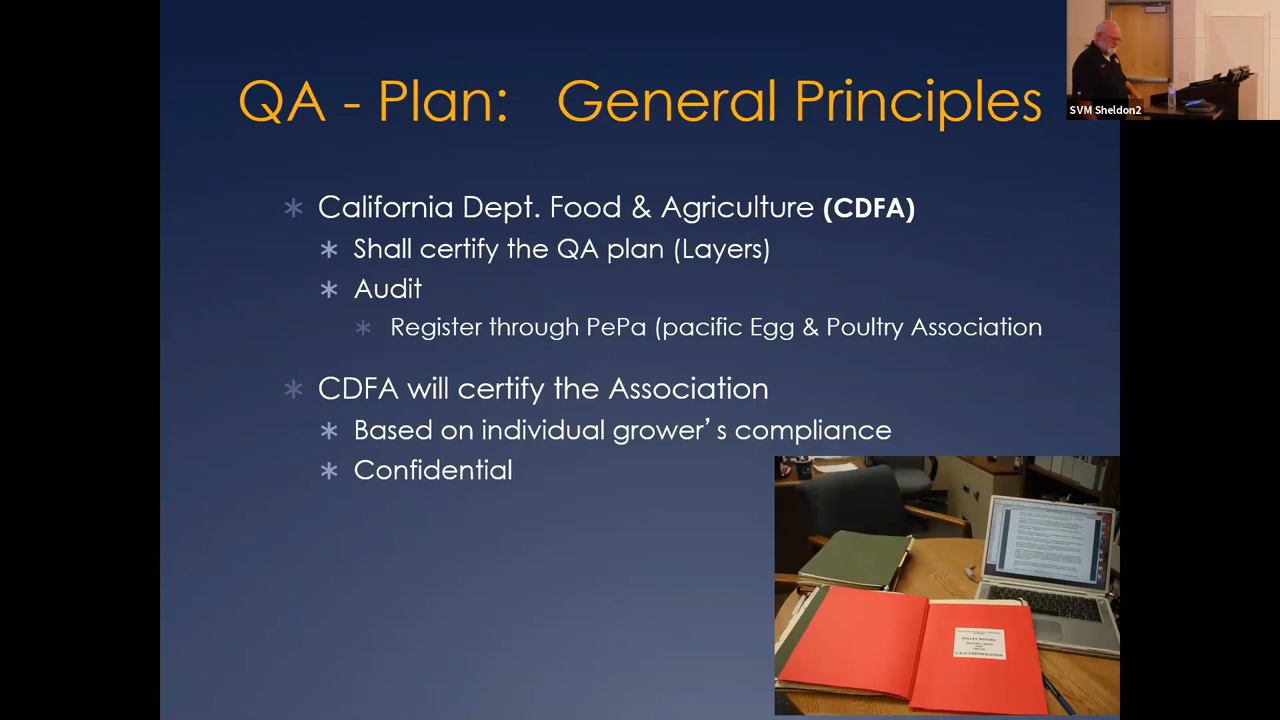 QA - Plan: General Principles
SVM Sheldon2
* California Dept. Food & Agriculture (CDFA)
* Shall certify the QA plan (Layers)
* Audit
* Register through PePa (pacific Egg & Poultry Association
* CDFA will certify the Association
* Based on individual grower's compliance
* Confidential